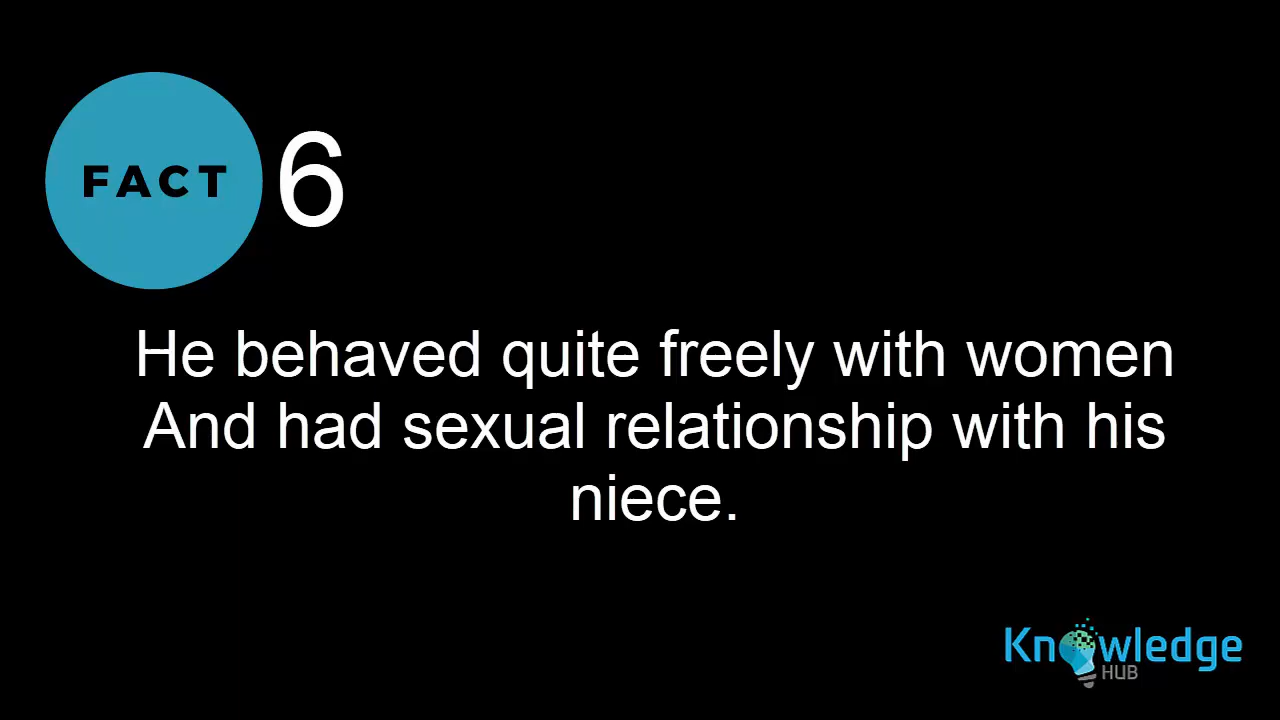 FACT 6
He behaved quite freely with women
And had sexual relationship with his
niece.
Knowledge
HUB